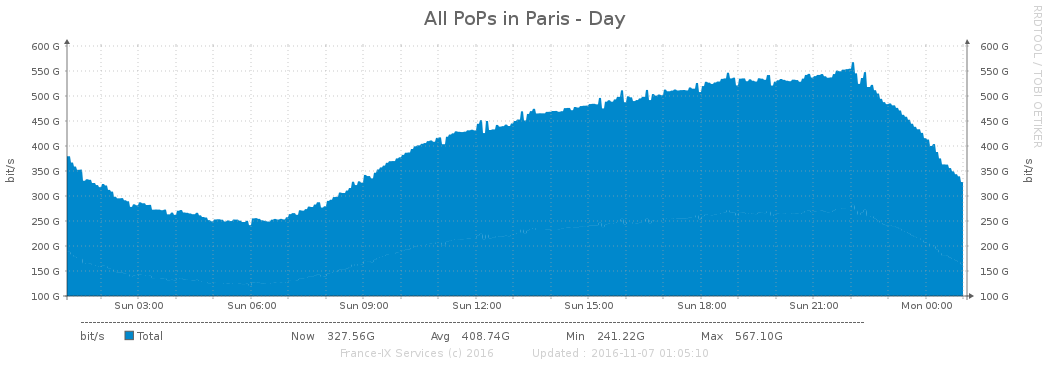 All PoPs in Paris - Day
RRDTOOL / TOBI OETIKER
600 G 600 G
550 G 550 G
500 G 500 G
450 G 450 G
400 G 400 G
350 G 350 G
300 G 300 G
250 G 250 G
200 G 200 G
150 G 150 G
100 G 100 G
bit/s bit/s
Sun 03:00 Sun 06:00 Sun 09:00 Sun 12:00 Sun 15:00 Sun 18:00 Sun 21:00 Mon 00:00
bit/s Total Now 327.56G Avg 408.74G Min 241.22G Max 567.10G
France-IX Services (c) 2016 Updated : 2016-11-07 01:05:10